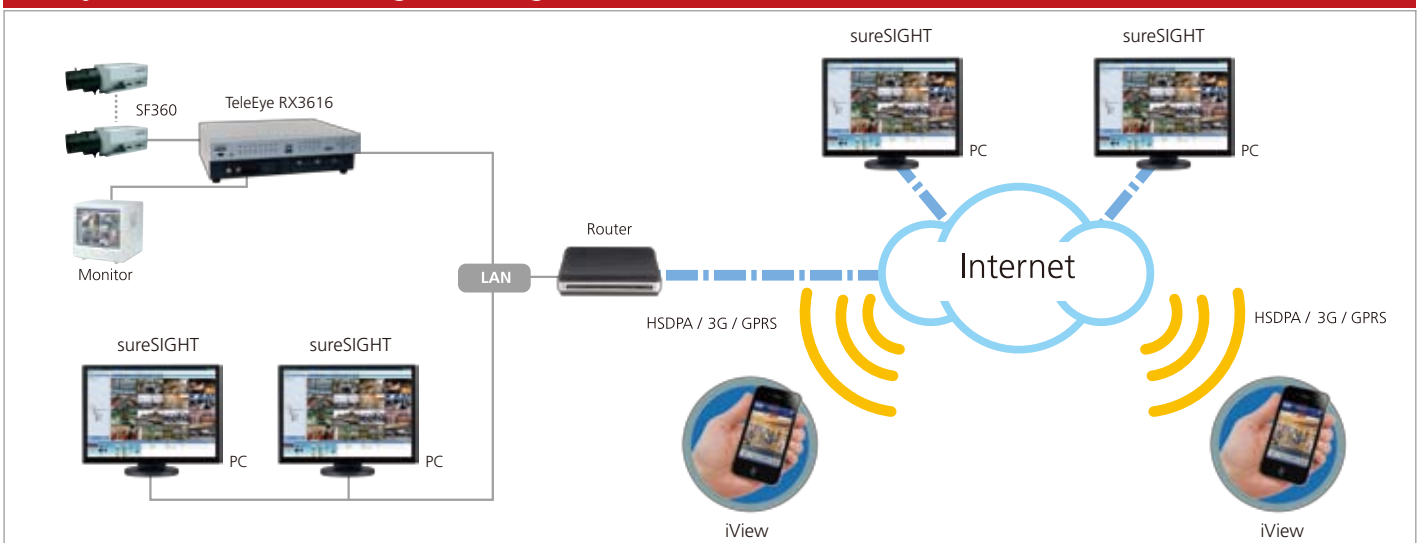 sureSIGHT
sureSIGHT
SF360
TeleEye RX3616
PC
PC
Router
Internet
Monitor
LAN
HSDPA / 3G / GPRS
HSDPA / 3G / GPRS
sureSIGHT
sureSIGHT
PC
PC
iView
iView